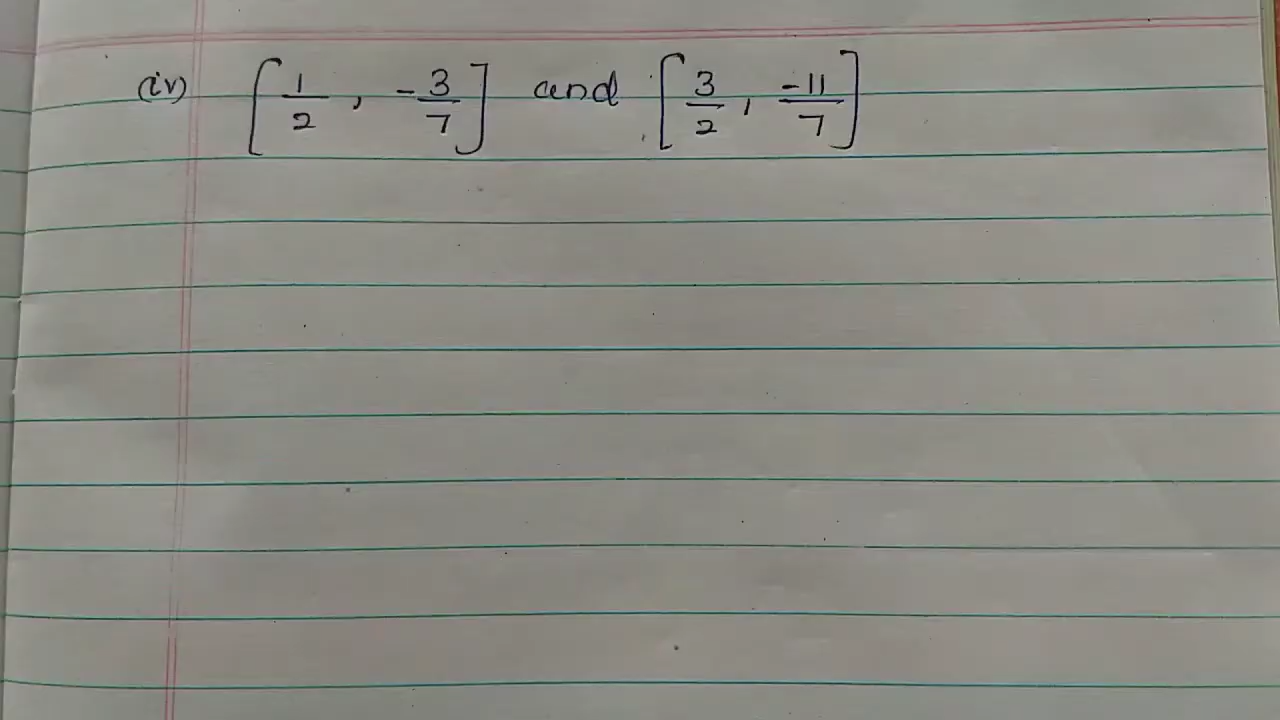 (iv) [1/2, -3/7] and [3/2, -11/7]